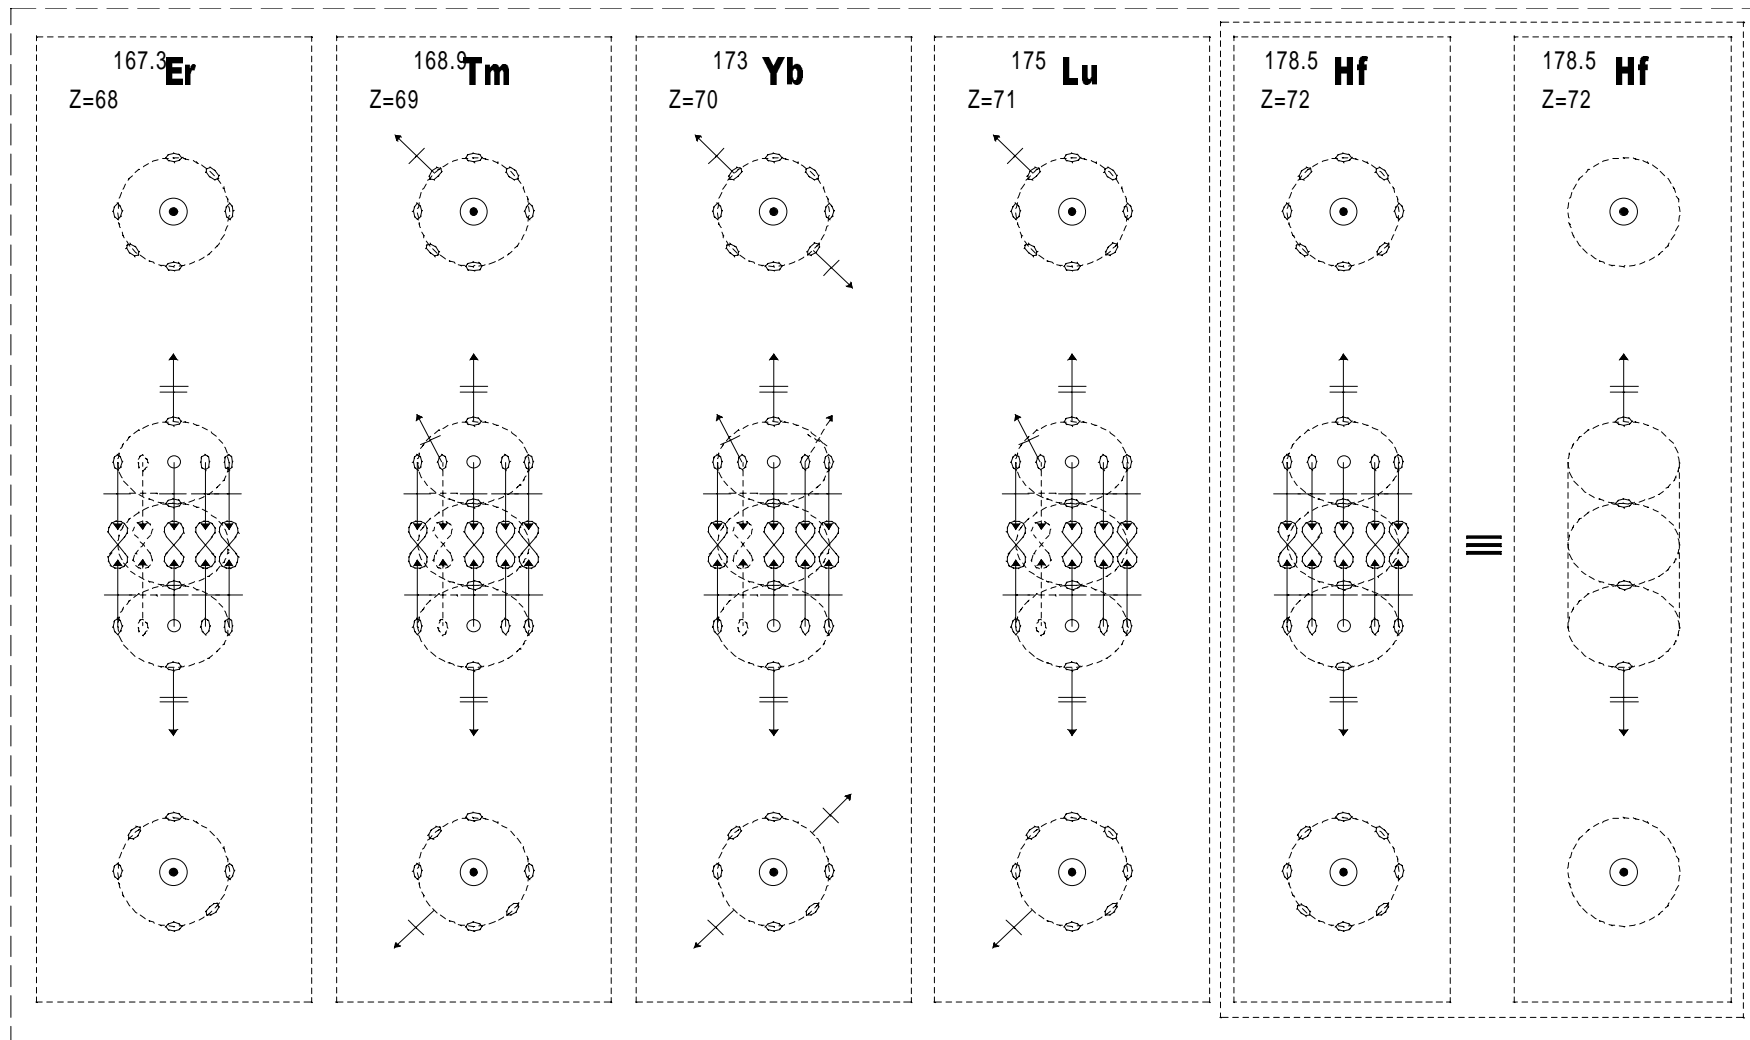 167.3 Er
Z=68
168.9 Tm
Z=69
173 Yb
Z=70
175 Lu
Z=71
178.5 Hf
Z=72
≡
178.5 Hf
Z=72